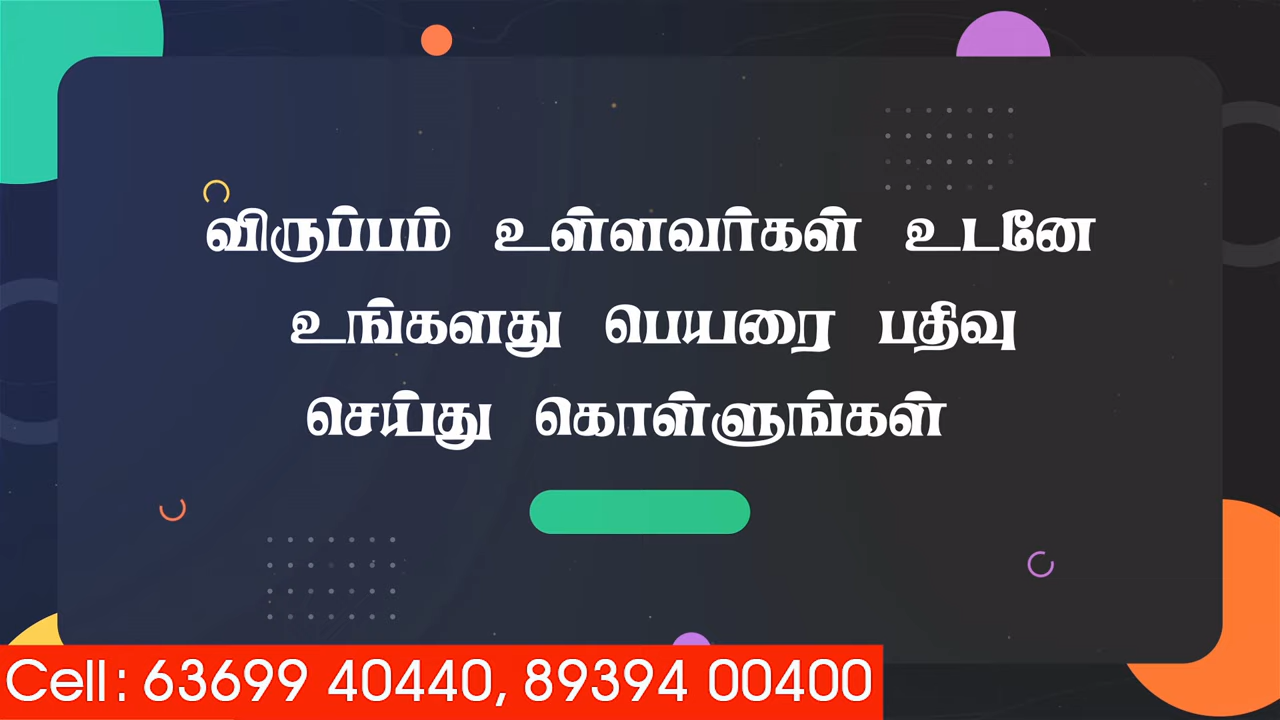 விருப்பம் உள்ளவர்கள் உடனே
உங்களது பெயரை பதிவு
செய்து கொள்ளுங்கள்
Cell : 63699 40440, 89394 00400